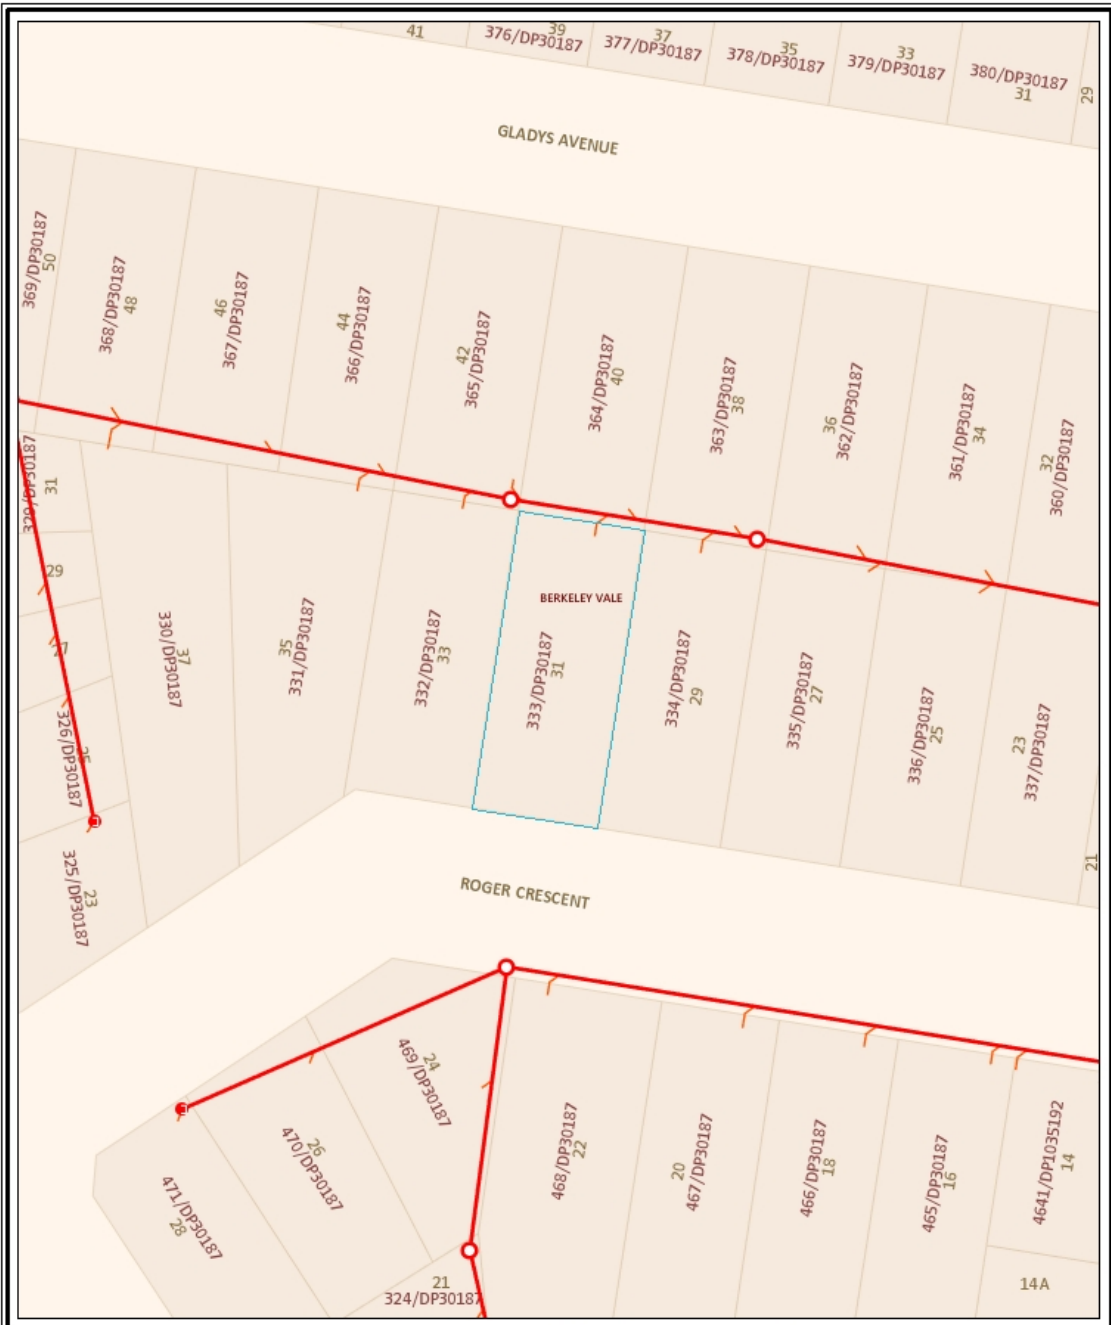 41
39
376/DP30187
37
377/DP30187
35
378/DP30187
33
379/DP30187
380/DP30187
31
29
GLADYS AVENUE
369/DP30187
50
368/DP30187
48
46
367/DP30187
44
366/DP30187
42
365/DP30187
364/DP30187
40
363/DP30187
38
36
362/DP30187
361/DP30187
34
32
360/DP30187
329/DP30187
31
29
27
326/DP30187
25
325/DP30187
23
330/DP30187
37
35
331/DP30187
332/DP30187
33
BERKELEY VALE
333/DP30187
31
334/DP30187
29
335/DP30187
27
336/DP30187
25
23
337/DP30187
21
ROGER CRESCENT
24
469/DP30187
26
470/DP30187
471/DP30187
28
468/DP30187
22
20
467/DP30187
466/DP30187
18
465/DP30187
16
4641/DP1035192
14
14A
21
324/DP30187